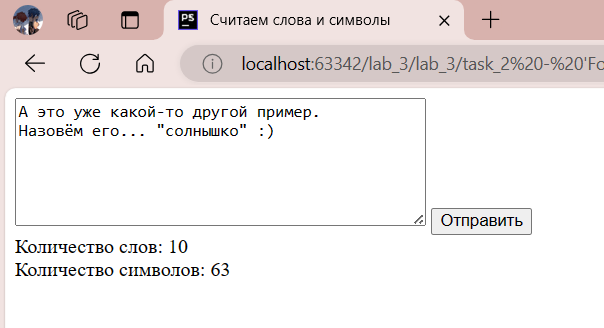 PS
Считаем слова и символы
localhost:63342/lab_3/lab_3/task_2%20-%20'Fo
А это уже какой-то другой пример.
Назовём его... "солнышко" :)
Отправить
Количество слов: 10
Количество символов: 63